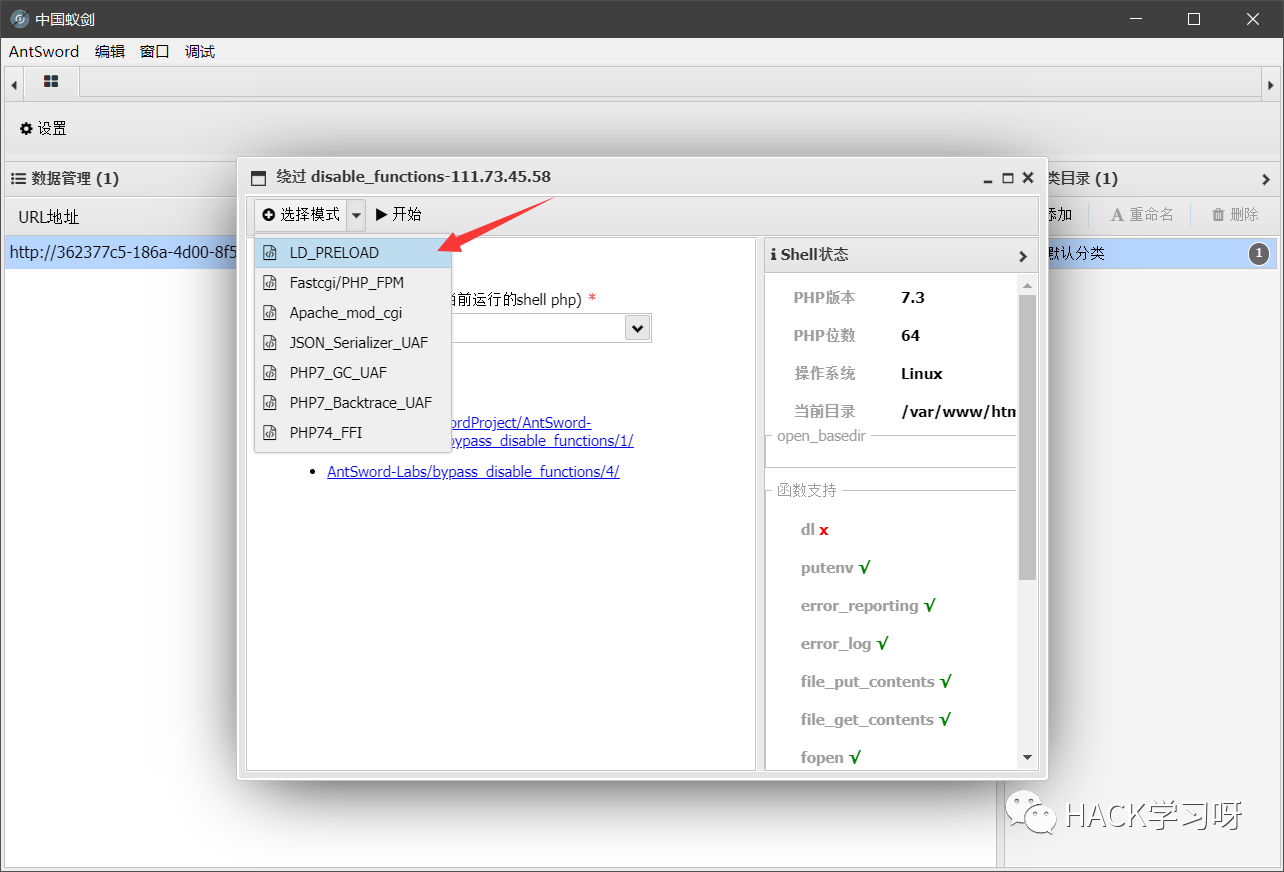 中国蚁剑
AntSword 编辑 窗口 调试
设置
数据管理 (1)
URL地址
http://362377c5-186a-4d00-8f5
绕过 disable_functions-111.73.45.58
选择模式 开始
LD_PRELOAD
Fastcgi/PHP_FPM
Apache_mod_cgi
JSON_Serializer_UAF
PHP7_GC_UAF
PHP7_Backtrace_UAF
PHP74_FFI
前运行的shell php) *
ordProject/AntSword-
bypass_disable_functions/1/
AntSword-Labs/bypass_disable_functions/4/
Shell状态
PHP版本 7.3
PHP位数 64
操作系统 Linux
当前目录 /var/www/htm
open_basedir
函数支持
dl x
putenv √
error_reporting √
error_log √
file_put_contents √
file_get_contents √
fopen √
类目录 (1)
添加 重命名 删除
默认分类 1
HACK学习呀